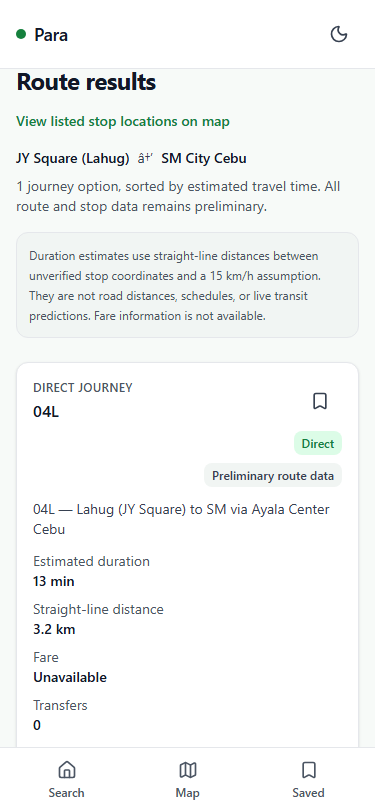 Para
Route results
View listed stop locations on map
JY Square (Lahug) â†’ SM City Cebu
1 journey option, sorted by estimated travel time. All
route and stop data remains preliminary.
Duration estimates use straight-line distances between
unverified stop coordinates and a 15 km/h assumption.
They are not road distances, schedules, or live transit
predictions. Fare information is not available.
DIRECT JOURNEY
04L
Direct
Preliminary route data
04L — Lahug (JY Square) to SM via Ayala Center
Cebu
Estimated duration
13 min
Straight-line distance
3.2 km
Fare
Unavailable
Transfers
0
Search
Map
Saved